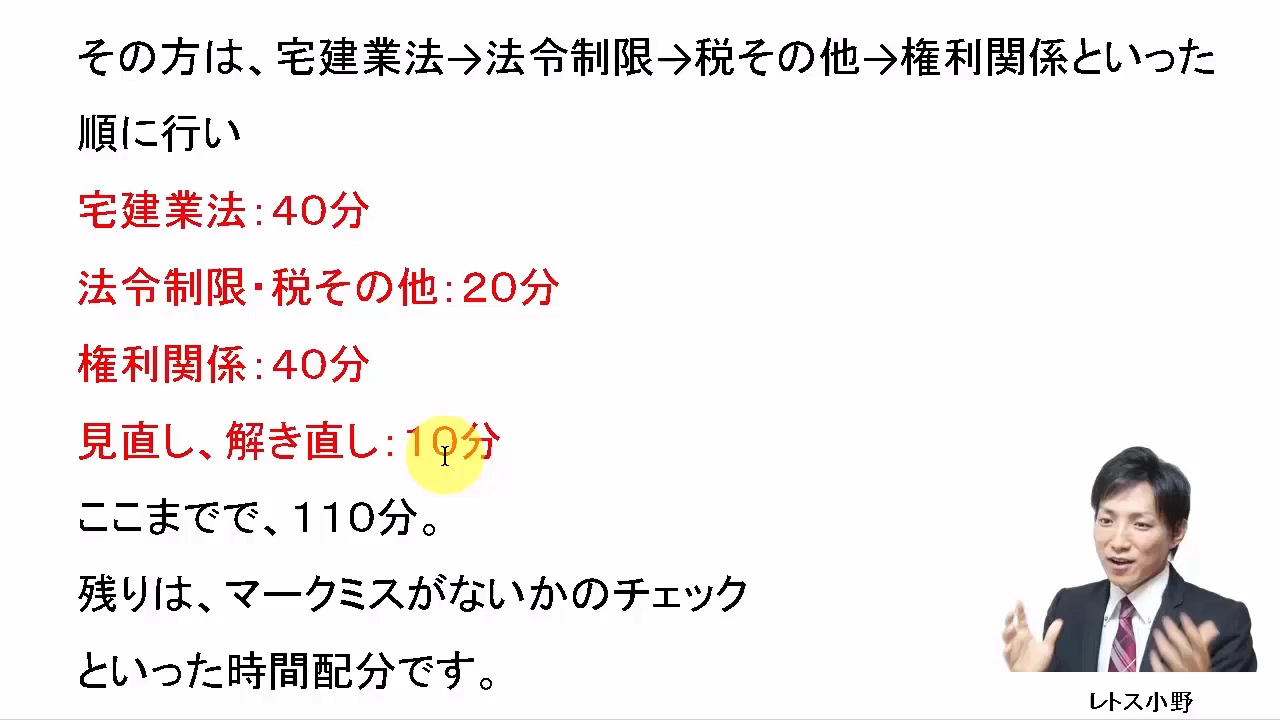 その方は、宅建業法→法令制限→税その他→権利関係といった
順に行い
宅建業法：４０分
法令制限・税その他：２０分
権利関係：４０分
見直し、解き直し：１０分
ここまでで、１１０分。
残りは、マークミスがないかのチェック
といった時間配分です。
レトス小野